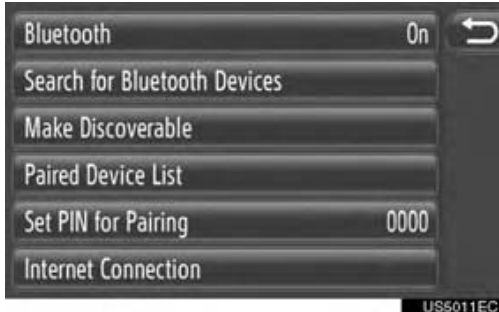 Bluetooth On
Search for Bluetooth Devices
Make Discoverable
Paired Device List
Set PIN for Pairing 0000
Internet Connection
US5011EC